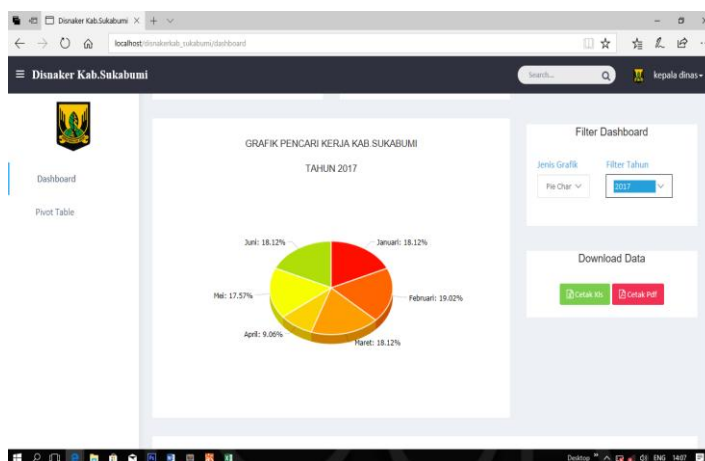 Disnaker Kab.Sukabumi
localhost/disnakerkab_sukabumi/dashboard
Disnaker Kab.Sukabumi
Search...
kepala dinas
Dashboard
Pivot Table
GRAFIK PENCARI KERJA KAB.SUKABUMI
TAHUN 2017
Juni: 18.12%
Januari: 18.12%
Mei: 17.57%
Februari: 19.02%
April: 9.06%
Maret: 18.12%
Filter Dashboard
Jenis Grafik
Filter Tahun
Pie Char
2017
Download Data
Cetak Xls
Cetak Pdf
Desktop
ENG
1407